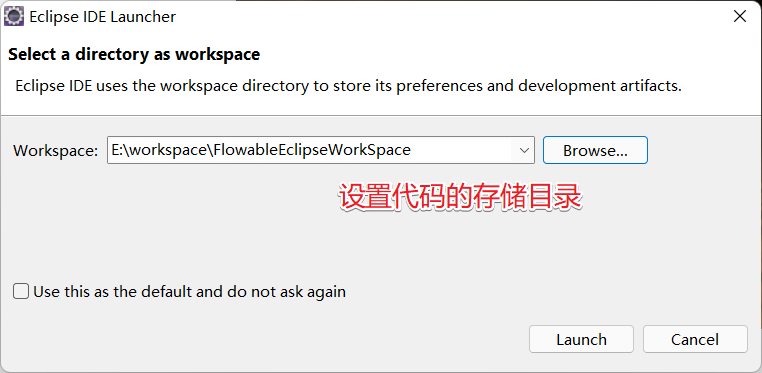 Eclipse IDE Launcher
Select a directory as workspace
Eclipse IDE uses the workspace directory to store its preferences and development artifacts.
Workspace: E:\workspace\FlowableEclipseWorkSpace Browse...
设置代码的存储目录
Use this as the default and do not ask again
Launch Cancel